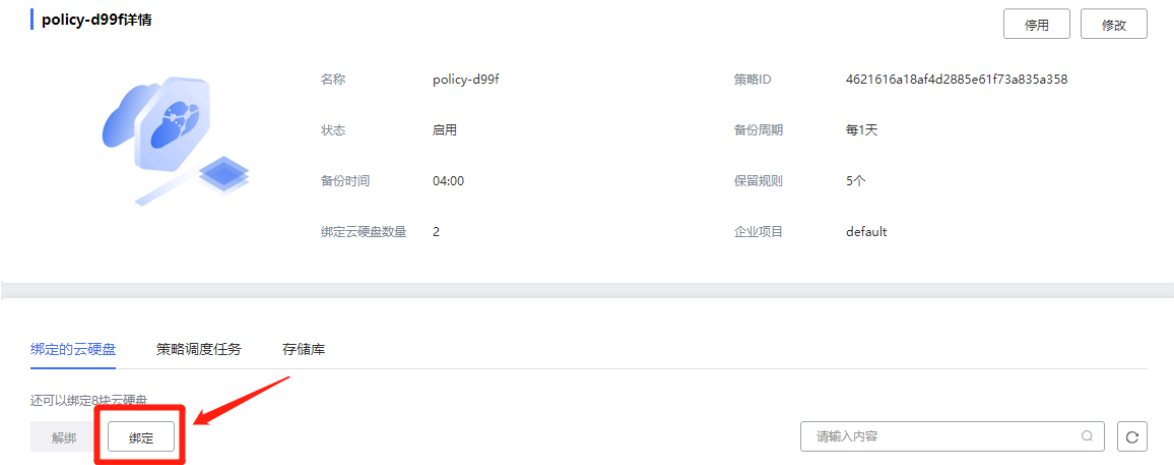 policy-d99f详情
停用 修改
名称 policy-d99f 策略ID 4621616a18af4d2885e61f73a835a358
状态 启用 备份周期 每1天
备份时间 04:00 保留规则 5个
绑定云硬盘数量 2 企业项目 default
绑定的云硬盘 策略调度任务 存储库
还可以绑定8块云硬盘
解绑 绑定 请输入内容